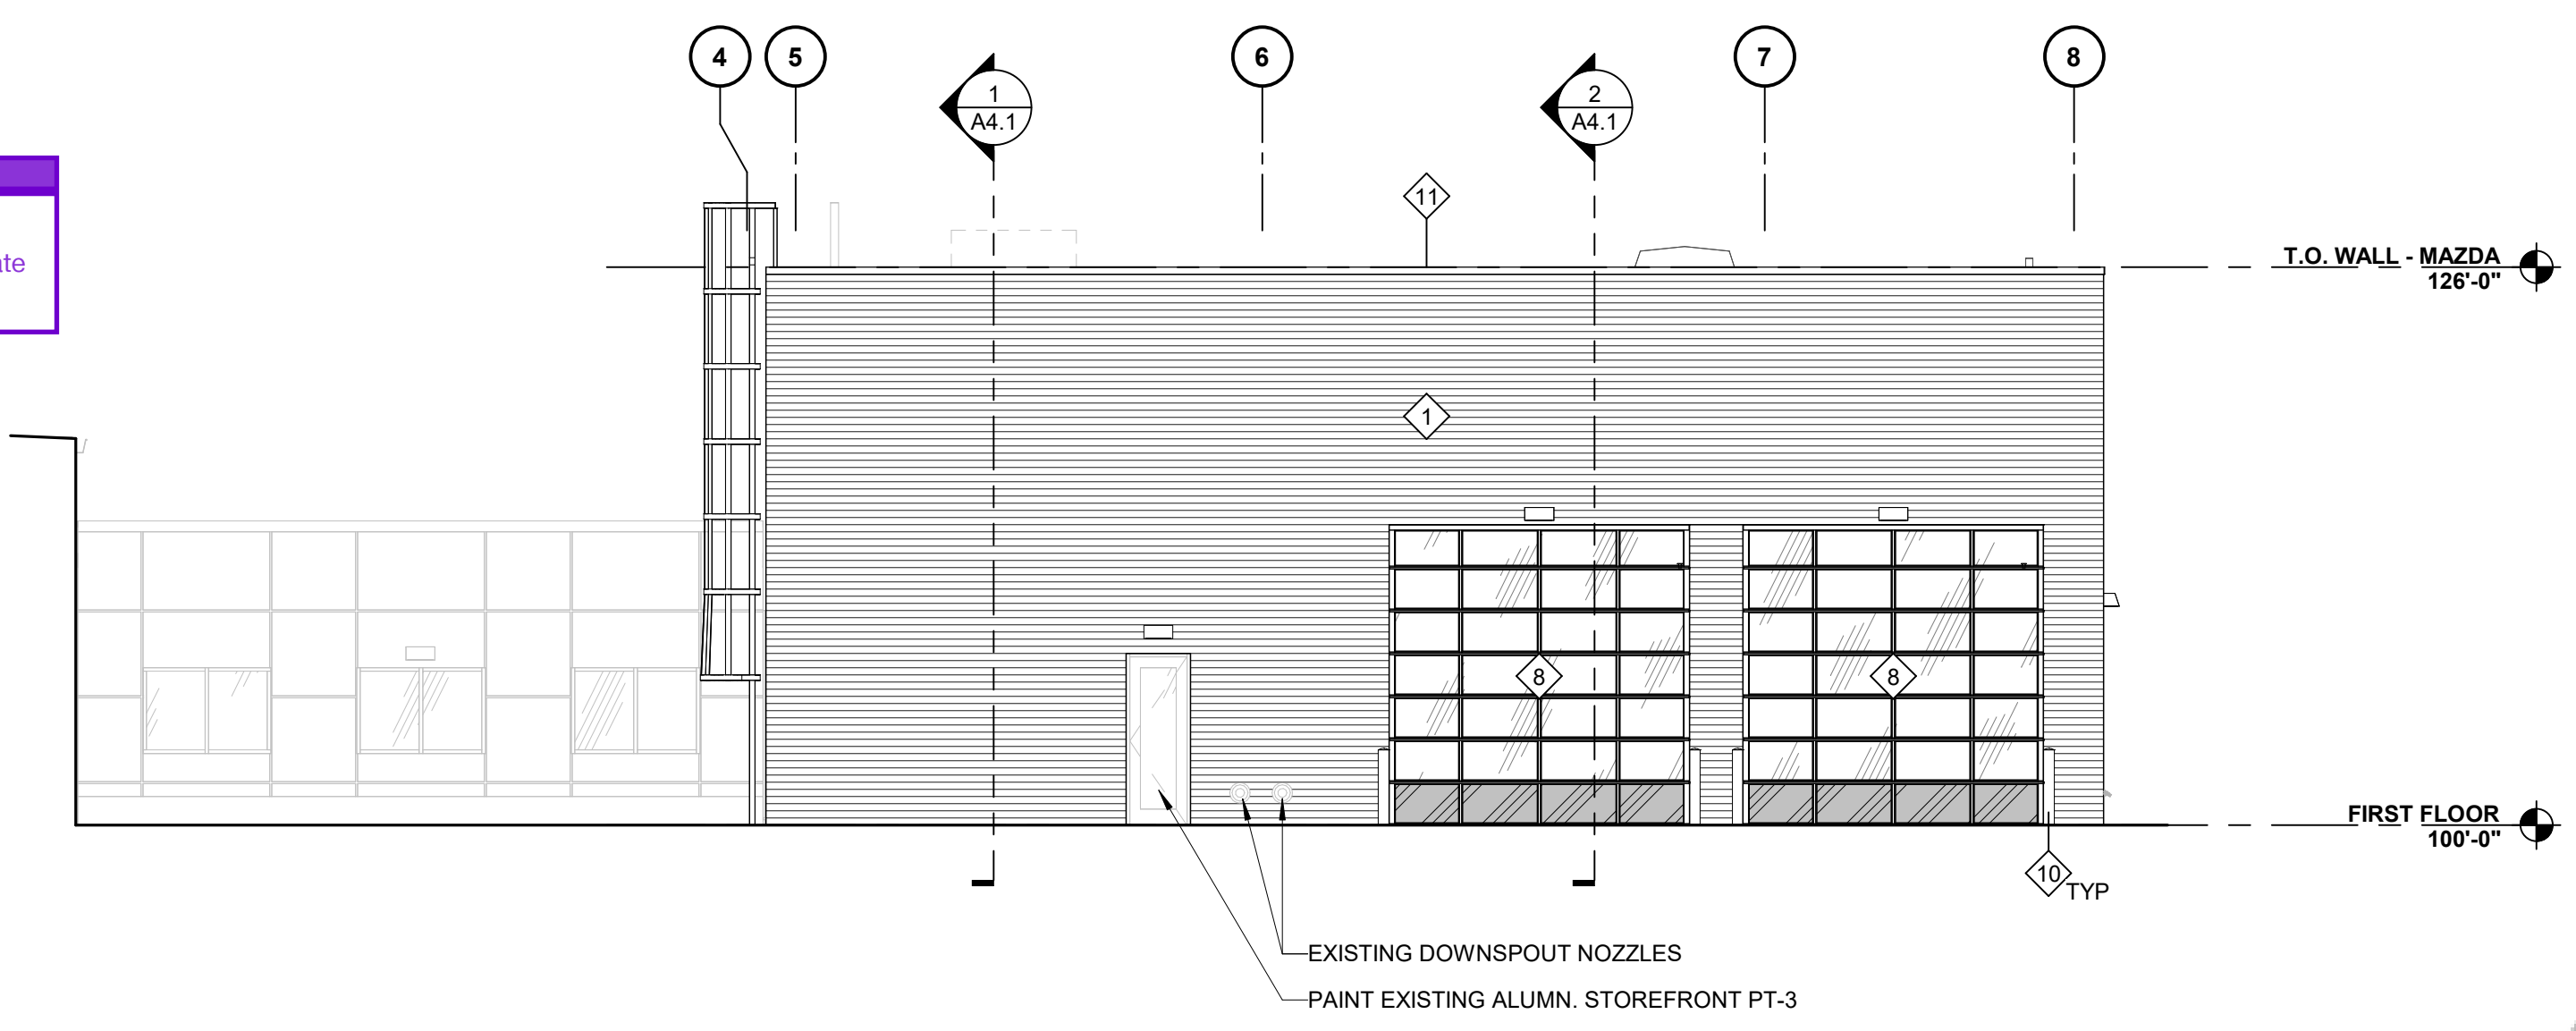 4 5 6 7 8
1
A4.1
2
A4.1
11
T.O. WALL - MAZDA
126'-0"
1
8 8
FIRST FLOOR
100'-0"
10
TYP
EXISTING DOWNSPOUT NOZZLES
PAINT EXISTING ALUMN. STOREFRONT PT-3